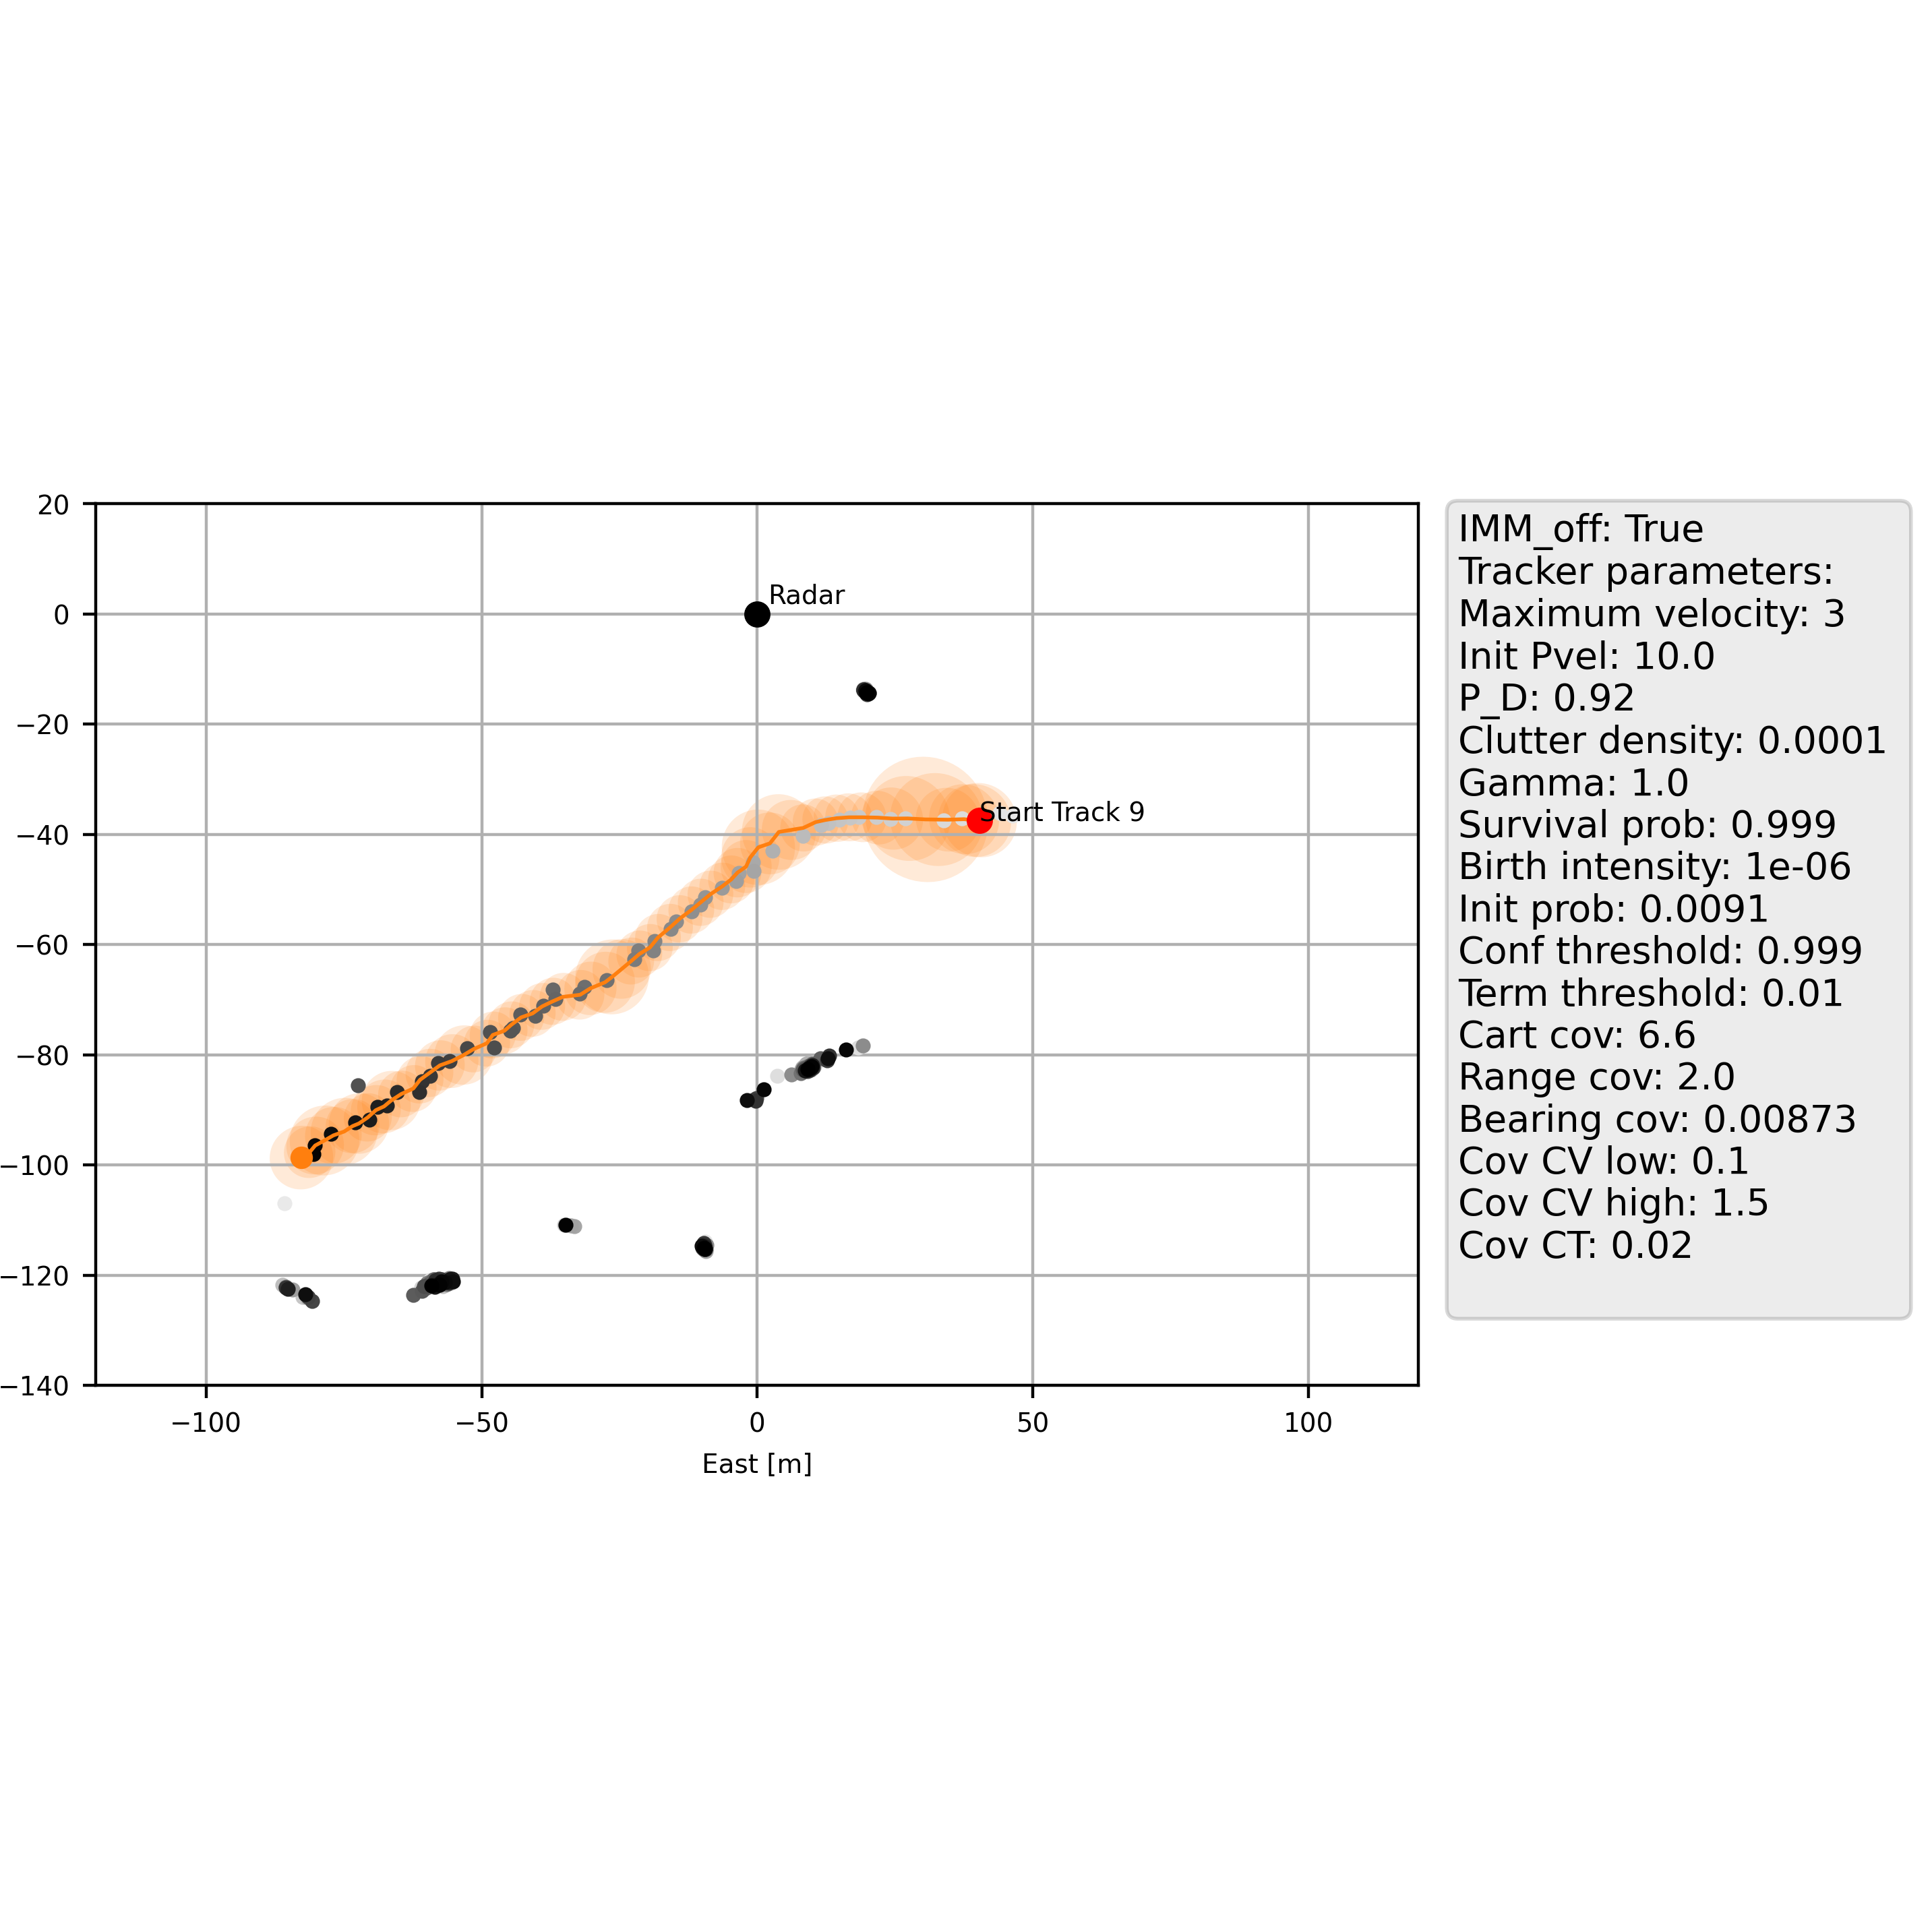 20
0
−20
−40
−60
−80
−100
−120
−140
−100
−50
0
50
100
East [m]
Radar
Start Track 9
IMM_off: True
Tracker parameters:
Maximum velocity: 3
Init Pvel: 10.0
P_D: 0.92
Clutter density: 0.0001
Gamma: 1.0
Survival prob: 0.999
Birth intensity: 1e-06
Init prob: 0.0091
Conf threshold: 0.999
Term threshold: 0.01
Cart cov: 6.6
Range cov: 2.0
Bearing cov: 0.00873
Cov CV low: 0.1
Cov CV high: 1.5
Cov CT: 0.02